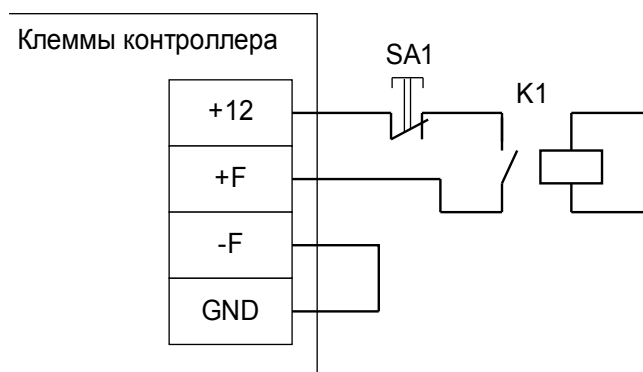 Клеммы контроллера
SA1
K1
+12
+F
-F
GND